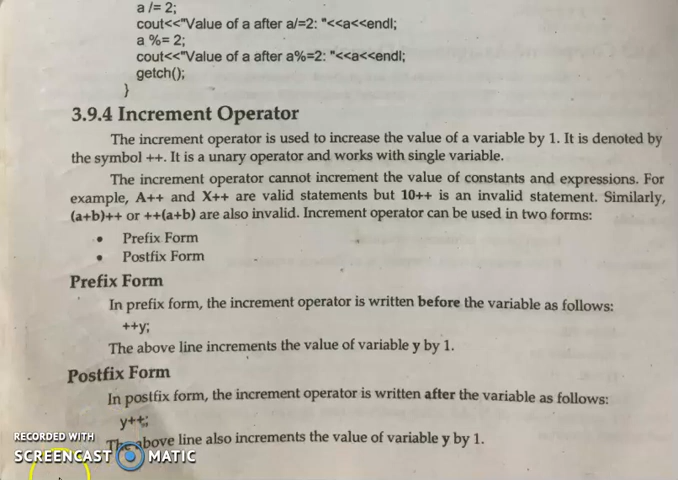 a /= 2;
cout<<"Value of a after a/=2: "<<a<<endl;
a %= 2;
cout<<"Value of a after a%=2: "<<a<<endl;
getch();
}
3.9.4 Increment Operator
The increment operator is used to increase the value of a variable by 1. It is denoted by
the symbol ++. It is a unary operator and works with single variable.
The increment operator cannot increment the value of constants and expressions. For
example, A++ and X++ are valid statements but 10++ is an invalid statement. Similarly,
(a+b)++ or ++(a+b) are also invalid. Increment operator can be used in two forms:
• Prefix Form
• Postfix Form
Prefix Form
In prefix form, the increment operator is written before the variable as follows:
++y;
The above line increments the value of variable y by 1.
Postfix Form
In postfix form, the increment operator is written after the variable as follows:
y++;
The above line also increments the value of variable y by 1.
RECORDED WITH
SCREENCAST MATIC